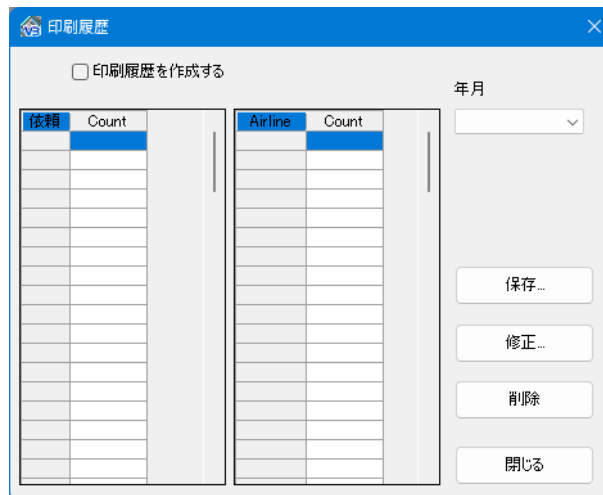 印刷履歴
印刷履歴を作成する
年月
依頼 Count
Airline Count
保存...
修正...
削除
閉じる